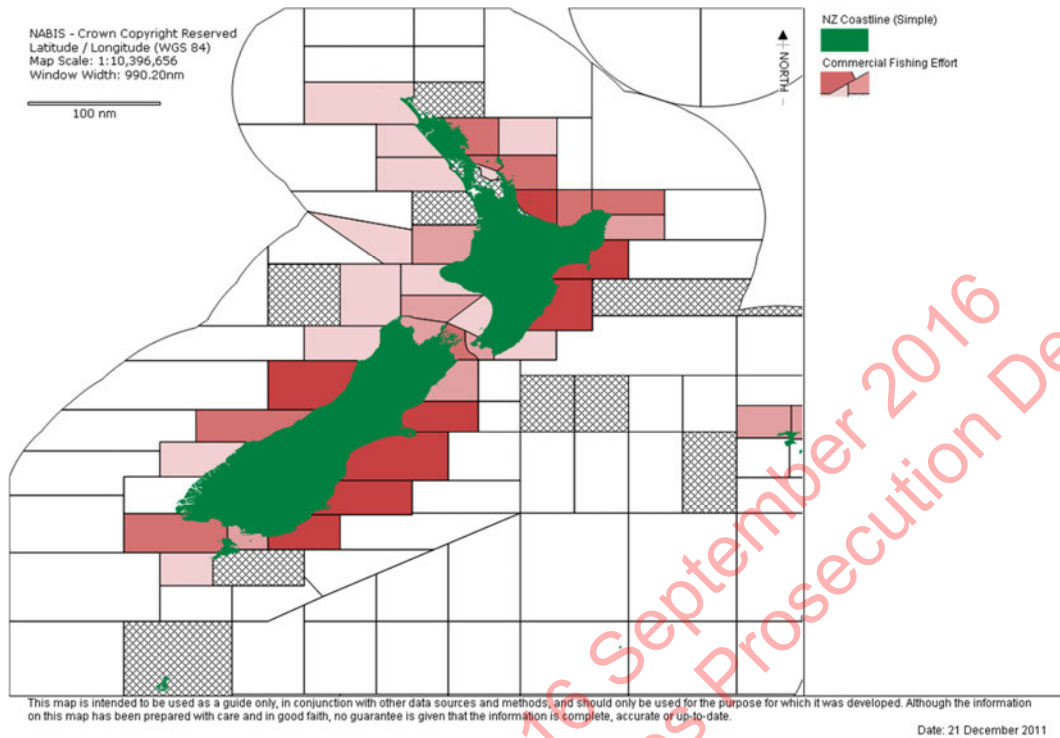 NABIS - Crown Copyright Reserved
Latitude / Longitude (WGS 84)
Map Scale: 1:10,396,656
Window Width: 990.20nm
100 nm
NORTH
NZ Coastline (Simple)
Commercial Fishing Effort
16 September 2016
Prosecution De
This map is intended to be used as a guide only, in conjunction with other data sources and methods, and should only be used for the purpose for which it was developed. Although the information
on this map has been prepared with care and in good faith, no guarantee is given that the information is complete, accurate or up-to-date.
Date: 21 December 2011